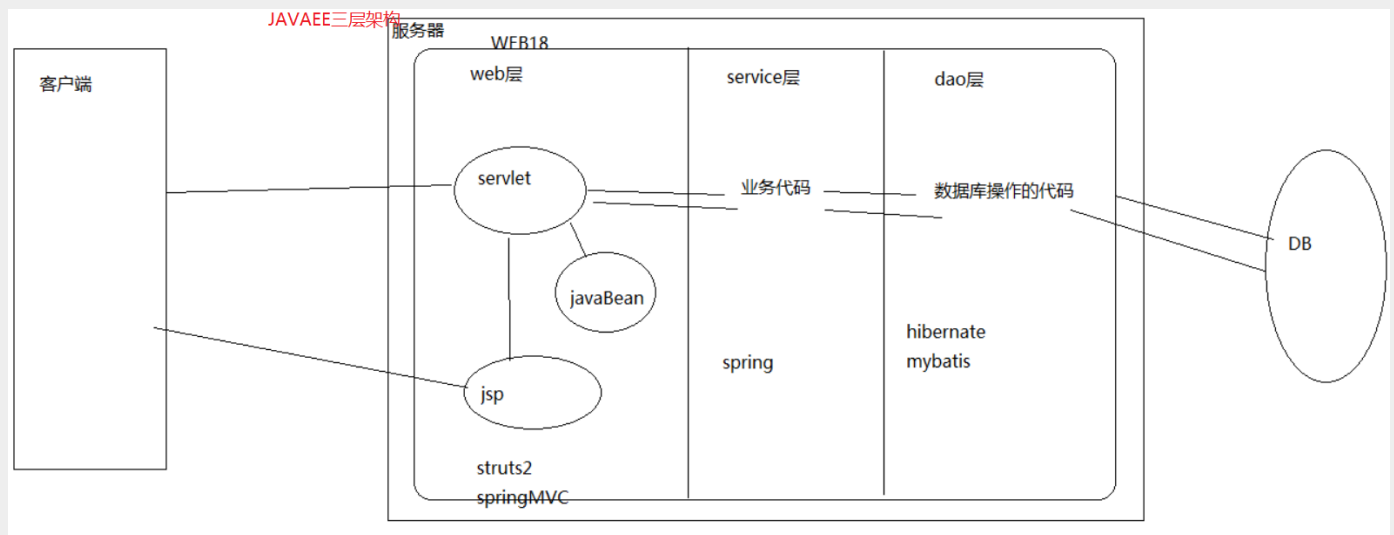 JAVAEE三层架构
服务器
WEB18
客户端
web层
service层
dao层
servlet
业务代码
数据库操作的代码
DB
javaBean
hibernate
mybatis
spring
jsp
struts2
springMVC